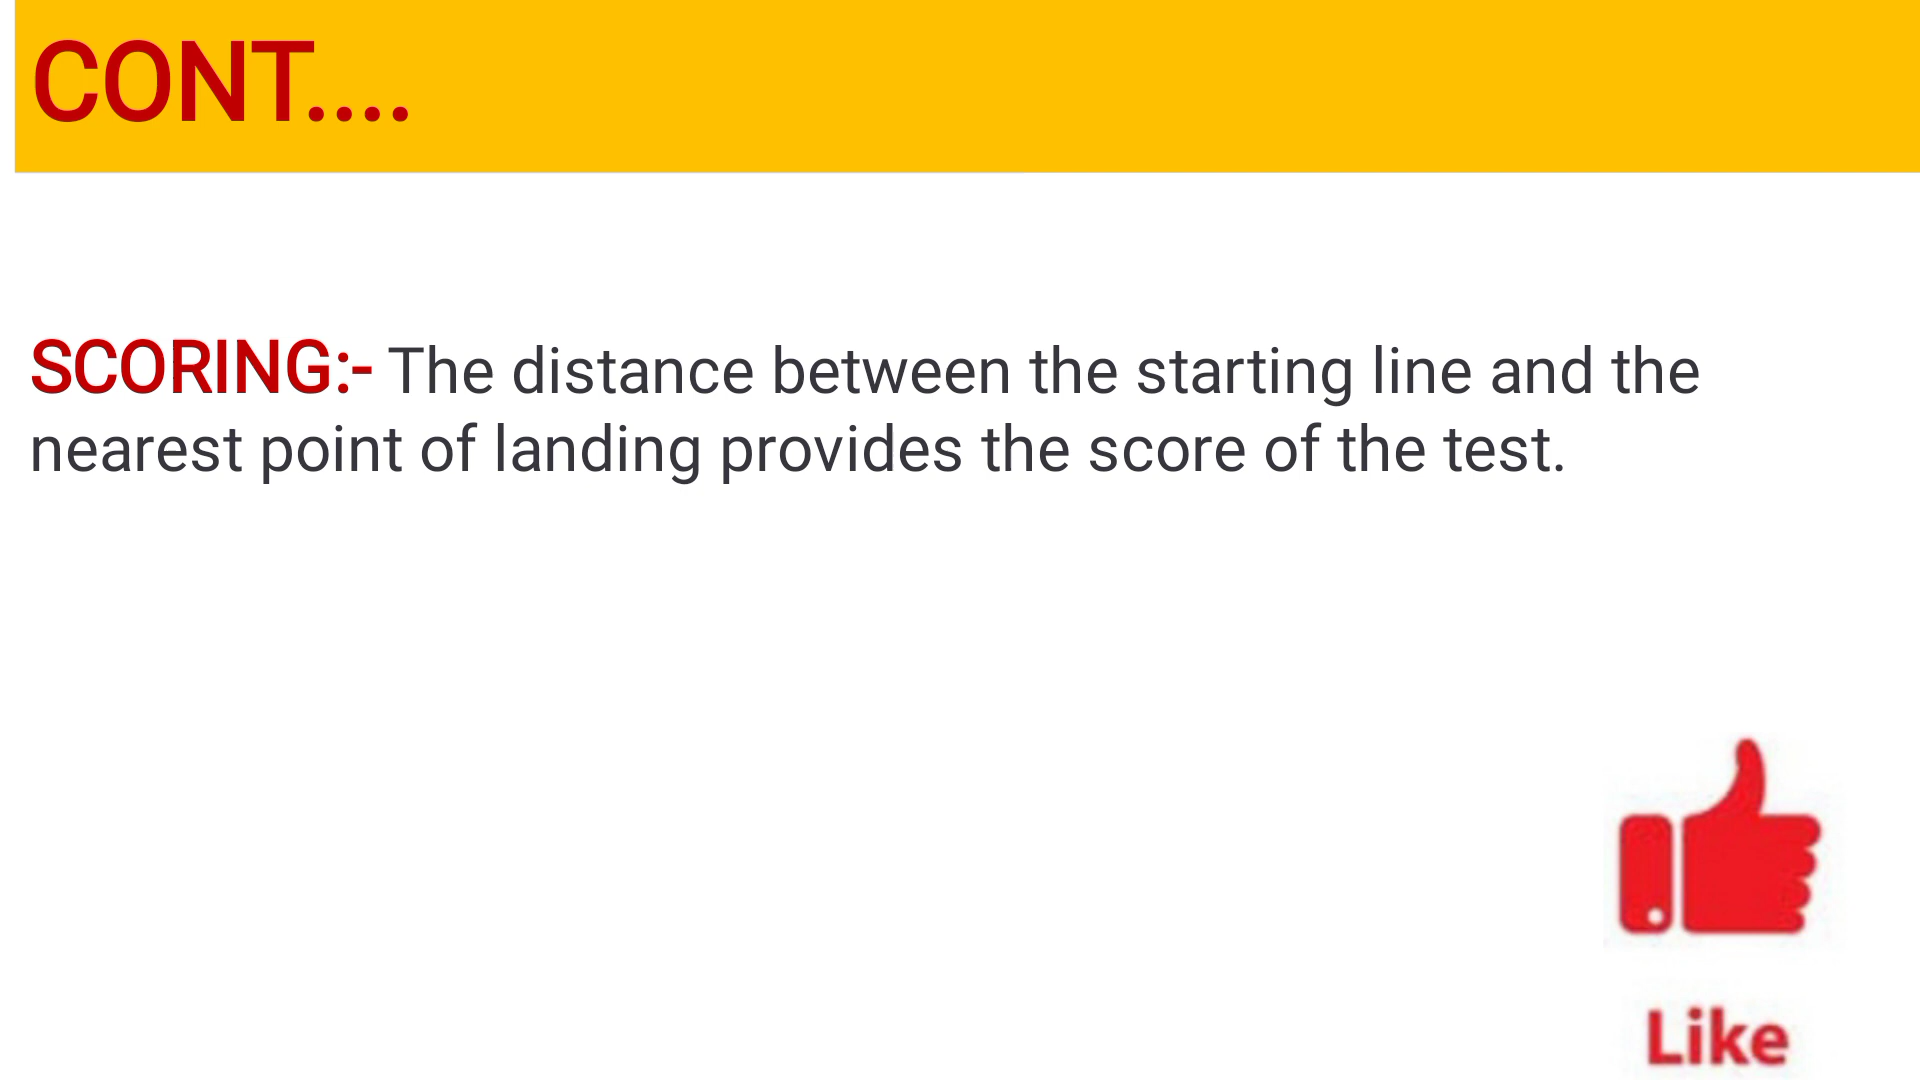 CONT....
SCORING:- The distance between the starting line and the
nearest point of landing provides the score of the test.
Like